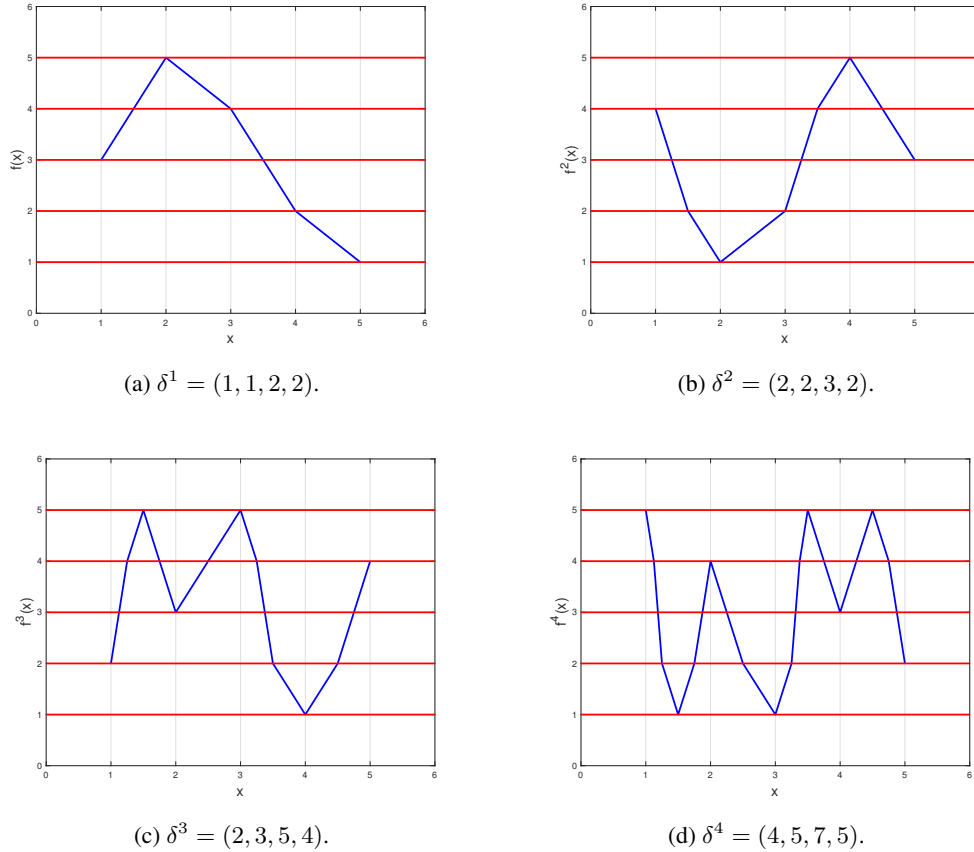 6
5
4
3
2
1
0
f(x)
0 1 2 3 4 5 6
x
(a) δ¹ = (1, 1, 2, 2).
6
5
4
3
2
1
0
f²(x)
0 1 2 3 4 5
x
(b) δ² = (2, 2, 3, 2).
6
5
4
3
2
1
0
f³(x)
0 1 2 3 4 5 6
x
(c) δ³ = (2, 3, 5, 4).
6
5
4
3
2
1
0
f⁴(x)
0 1 2 3 4 5 6
x
(d) δ⁴ = (4, 5, 7, 5).